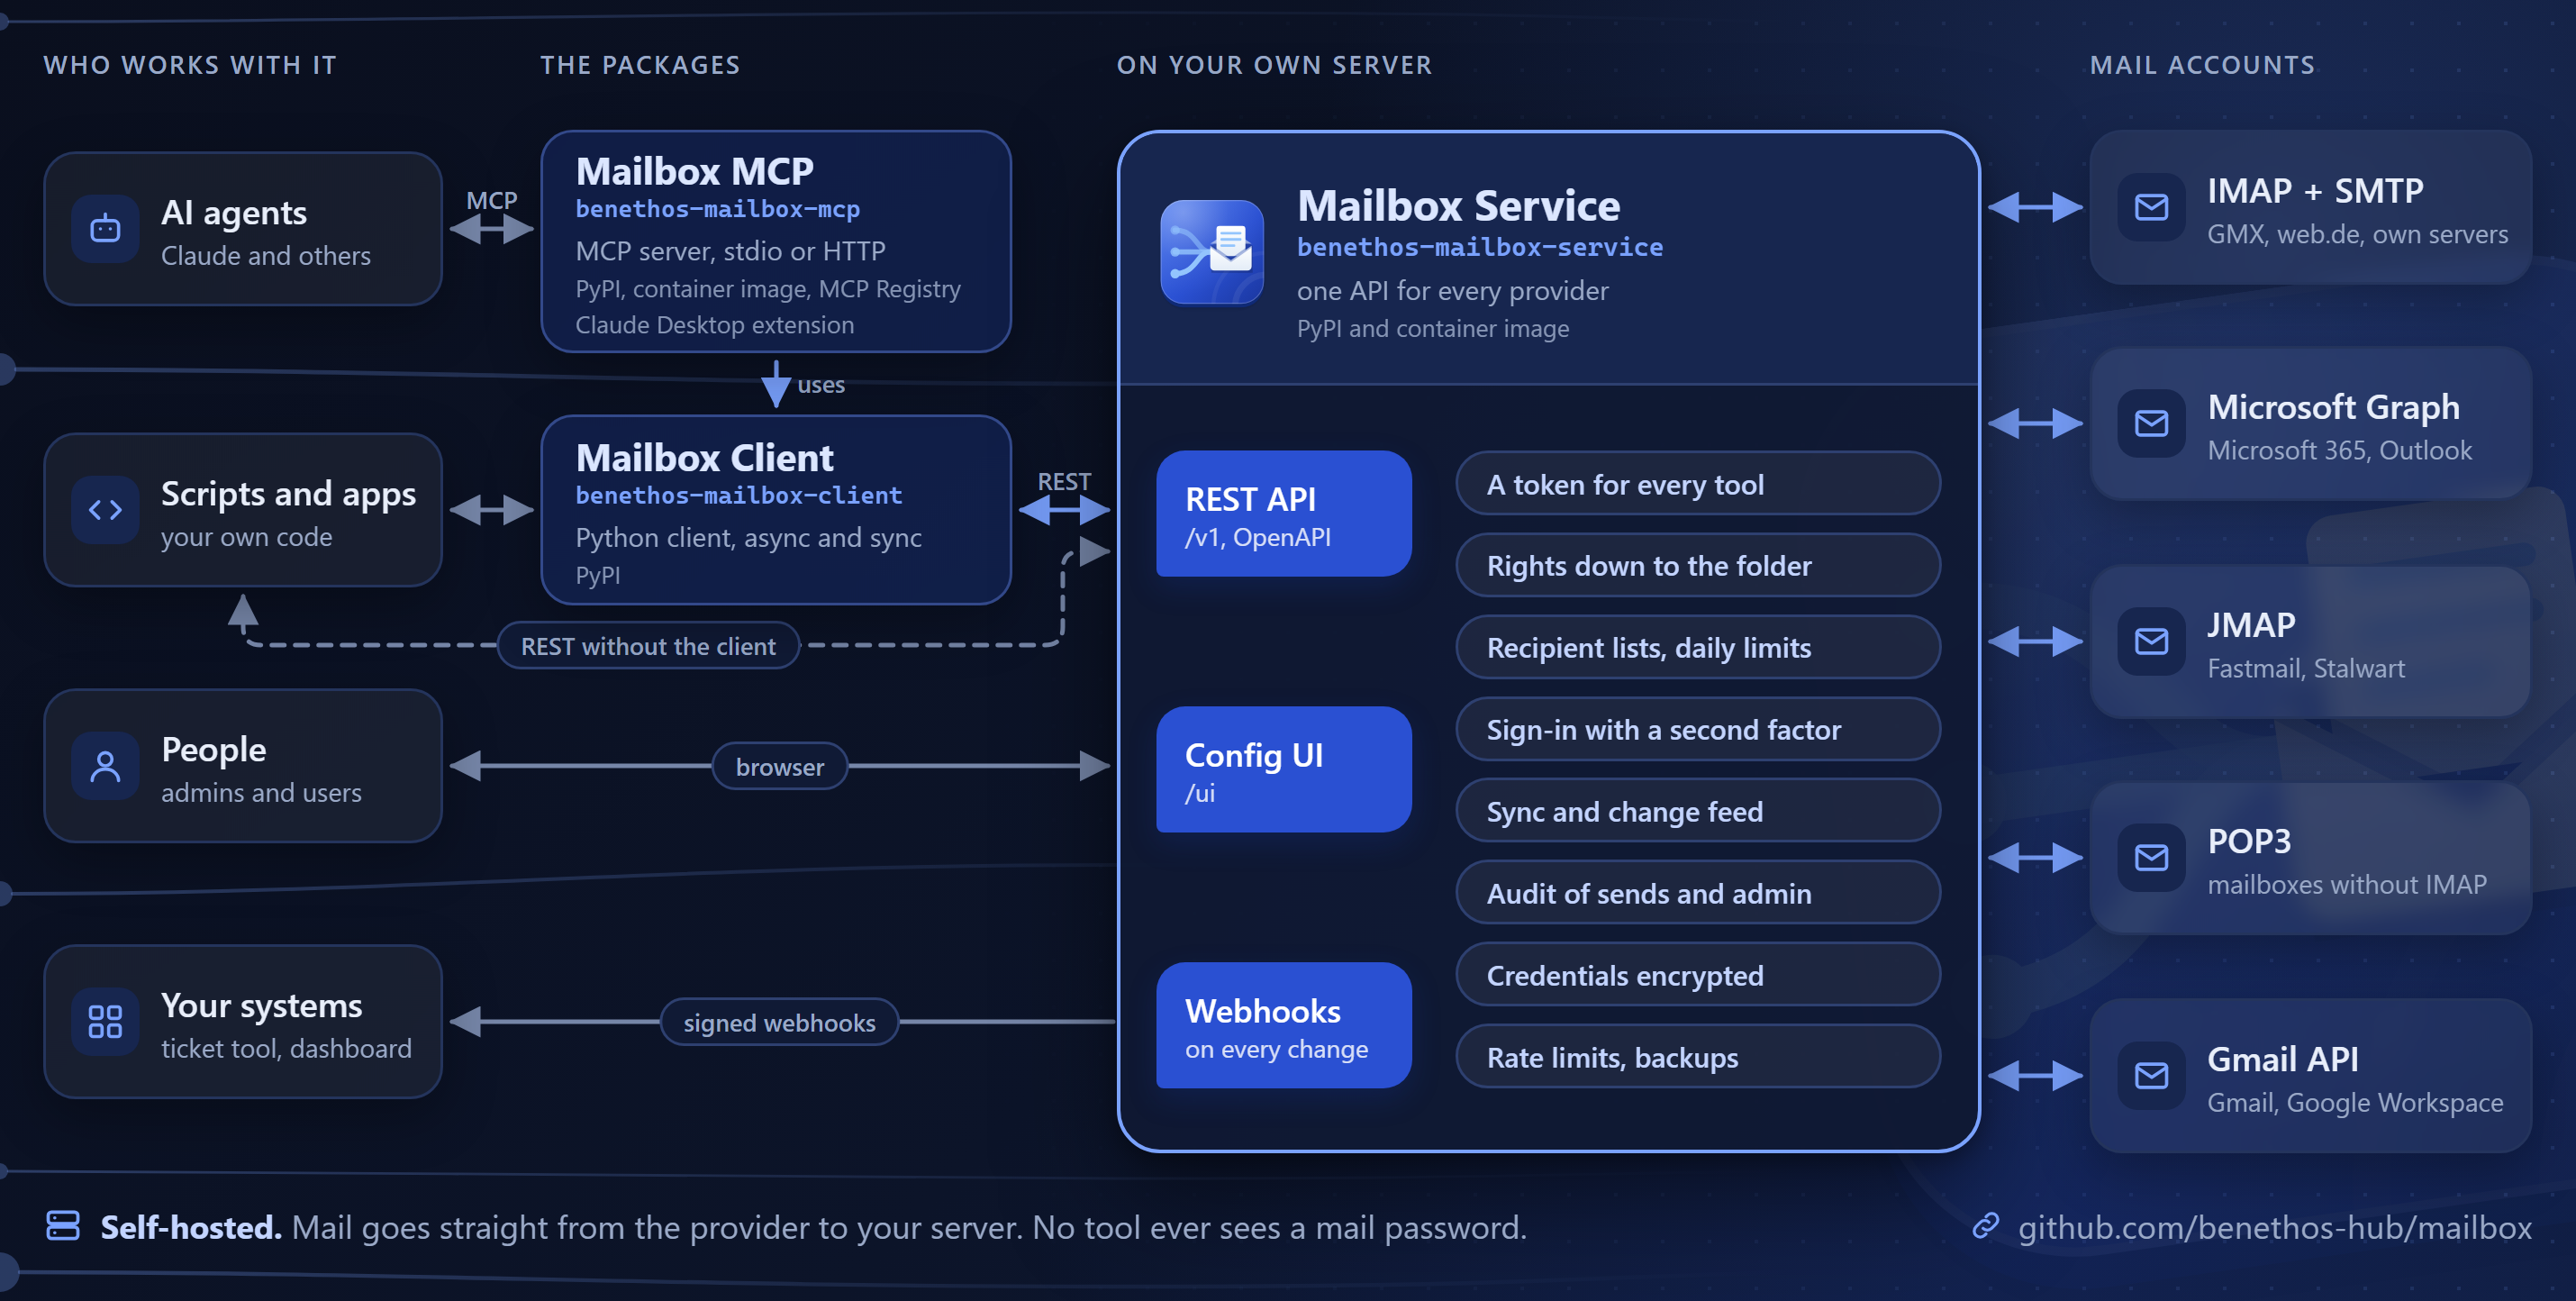 WHO WORKS WITH IT
THE PACKAGES
ON YOUR OWN SERVER
MAIL ACCOUNTS
AI agents
Claude and others
MCP
Mailbox MCP
benethos-mailbox-mcp
MCP server, stdio or HTTP
PyPI, container image, MCP Registry
Claude Desktop extension
uses
Scripts and apps
your own code
Mailbox Client
benethos-mailbox-client
Python client, async and sync
PyPI
REST
REST without the client
People
admins and users
browser
Your systems
ticket tool, dashboard
signed webhooks
Mailbox Service
benethos-mailbox-service
one API for every provider
PyPI and container image
REST API
/v1, OpenAPI
Config UI
/ui
Webhooks
on every change
A token for every tool
Rights down to the folder
Recipient lists, daily limits
Sign-in with a second factor
Sync and change feed
Audit of sends and admin
Credentials encrypted
Rate limits, backups
IMAP + SMTP
GMX, web.de, own servers
Microsoft Graph
Microsoft 365, Outlook
JMAP
Fastmail, Stalwart
POP3
mailboxes without IMAP
Gmail API
Gmail, Google Workspace
Self-hosted. Mail goes straight from the provider to your server. No tool ever sees a mail password.
github.com/benethos-hub/mailbox